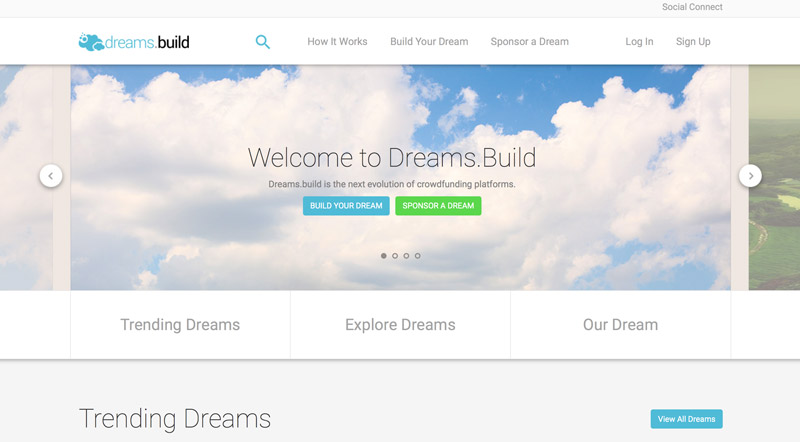 Social Connect
dreams.build How It Works Build Your Dream Sponsor a Dream Log In Sign Up
Welcome to Dreams.Build
Dreams.build is the next evolution of crowdfunding platforms.
BUILD YOUR DREAM SPONSOR A DREAM
Trending Dreams Explore Dreams Our Dream
Trending Dreams View All Dreams